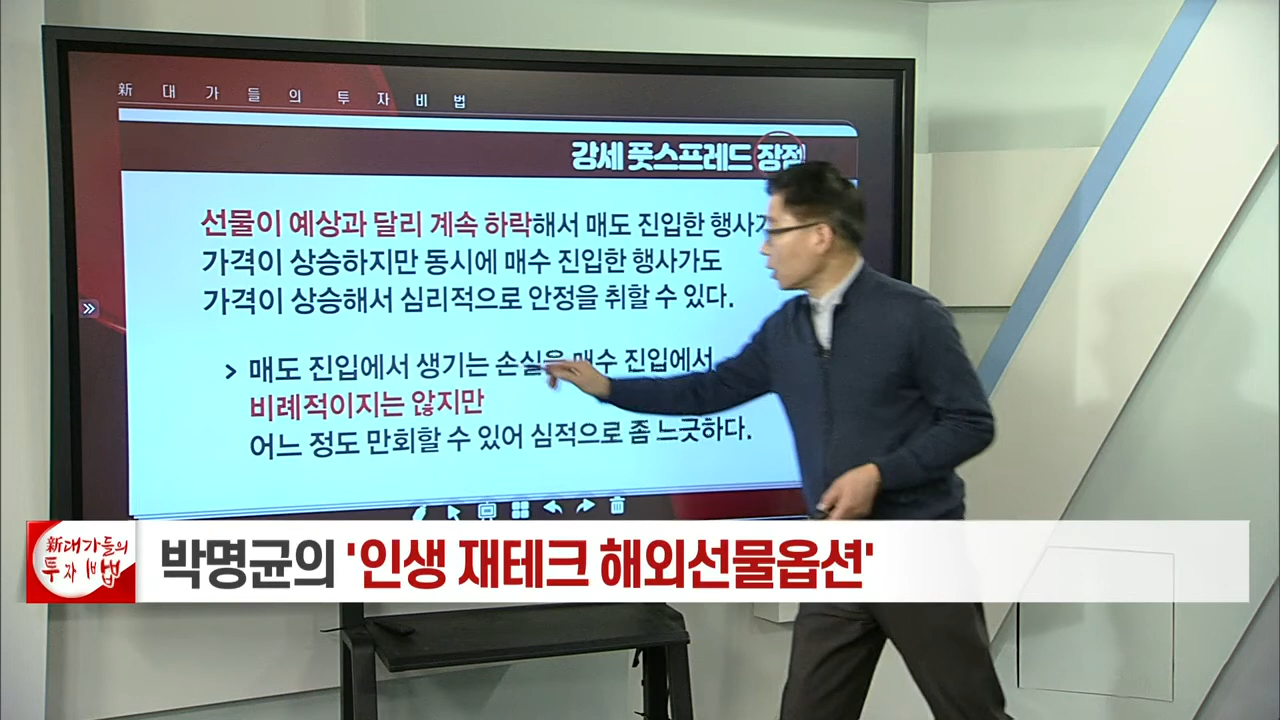 新 대 가 들 의 투 자 비 법
강세 풋스프레드 장점
선물이 예상과 달리 계속 하락해서 매도 진입한 행사가
가격이 상승하지만 동시에 매수 진입한 행사가도
가격이 상승해서 심리적으로 안정을 취할 수 있다.
매도 진입에서 생기는 손실을 매수 진입에서
비례적이지는 않지만
어느 정도 만회할 수 있어 심적으로 좀 느긋하다.
新대가들의
투자 비법
박명균의 '인생 재테크 해외선물옵션'